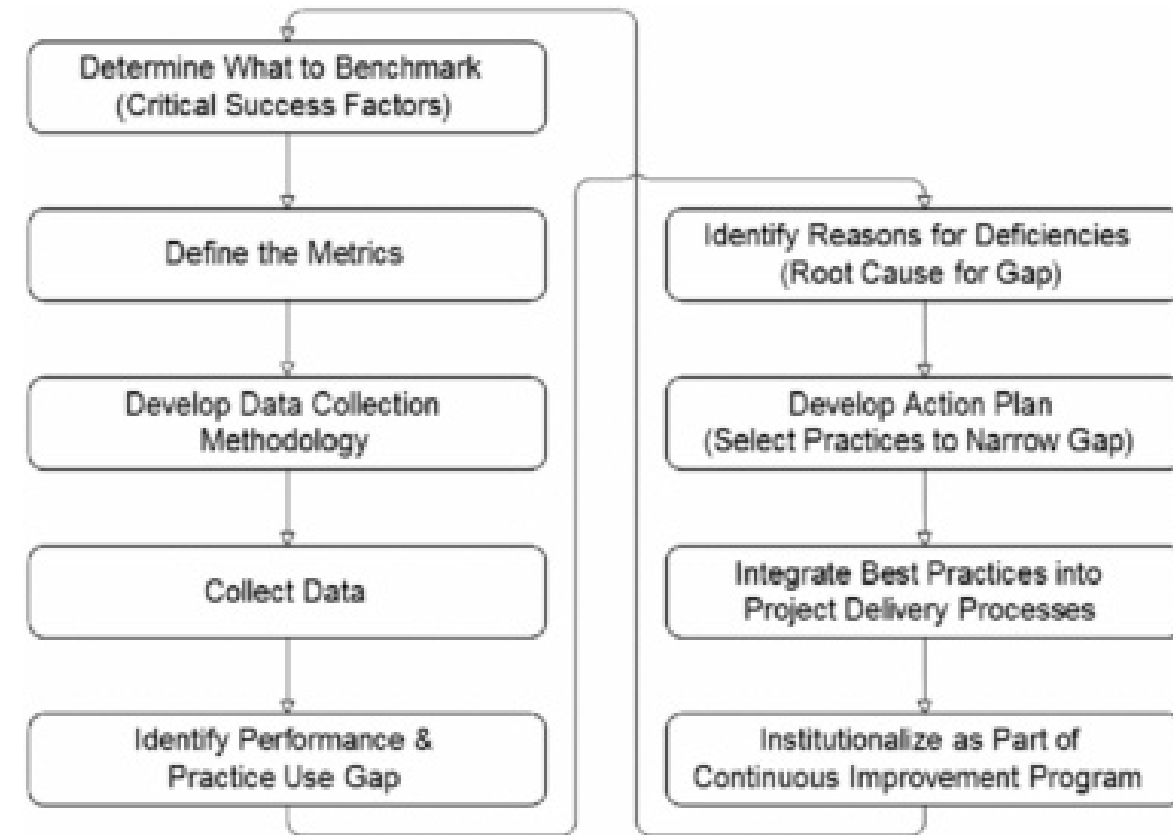 Determine What to Benchmark
(Critical Success Factors)
Define the Metrics
Develop Data Collection
Methodology
Collect Data
Identify Performance &
Practice Use Gap
Identify Reasons for Deficiencies
(Root Cause for Gap)
Develop Action Plan
(Select Practices to Narrow Gap)
Integrate Best Practices into
Project Delivery Processes
Institutionalize as Part of
Continuous Improvement Program